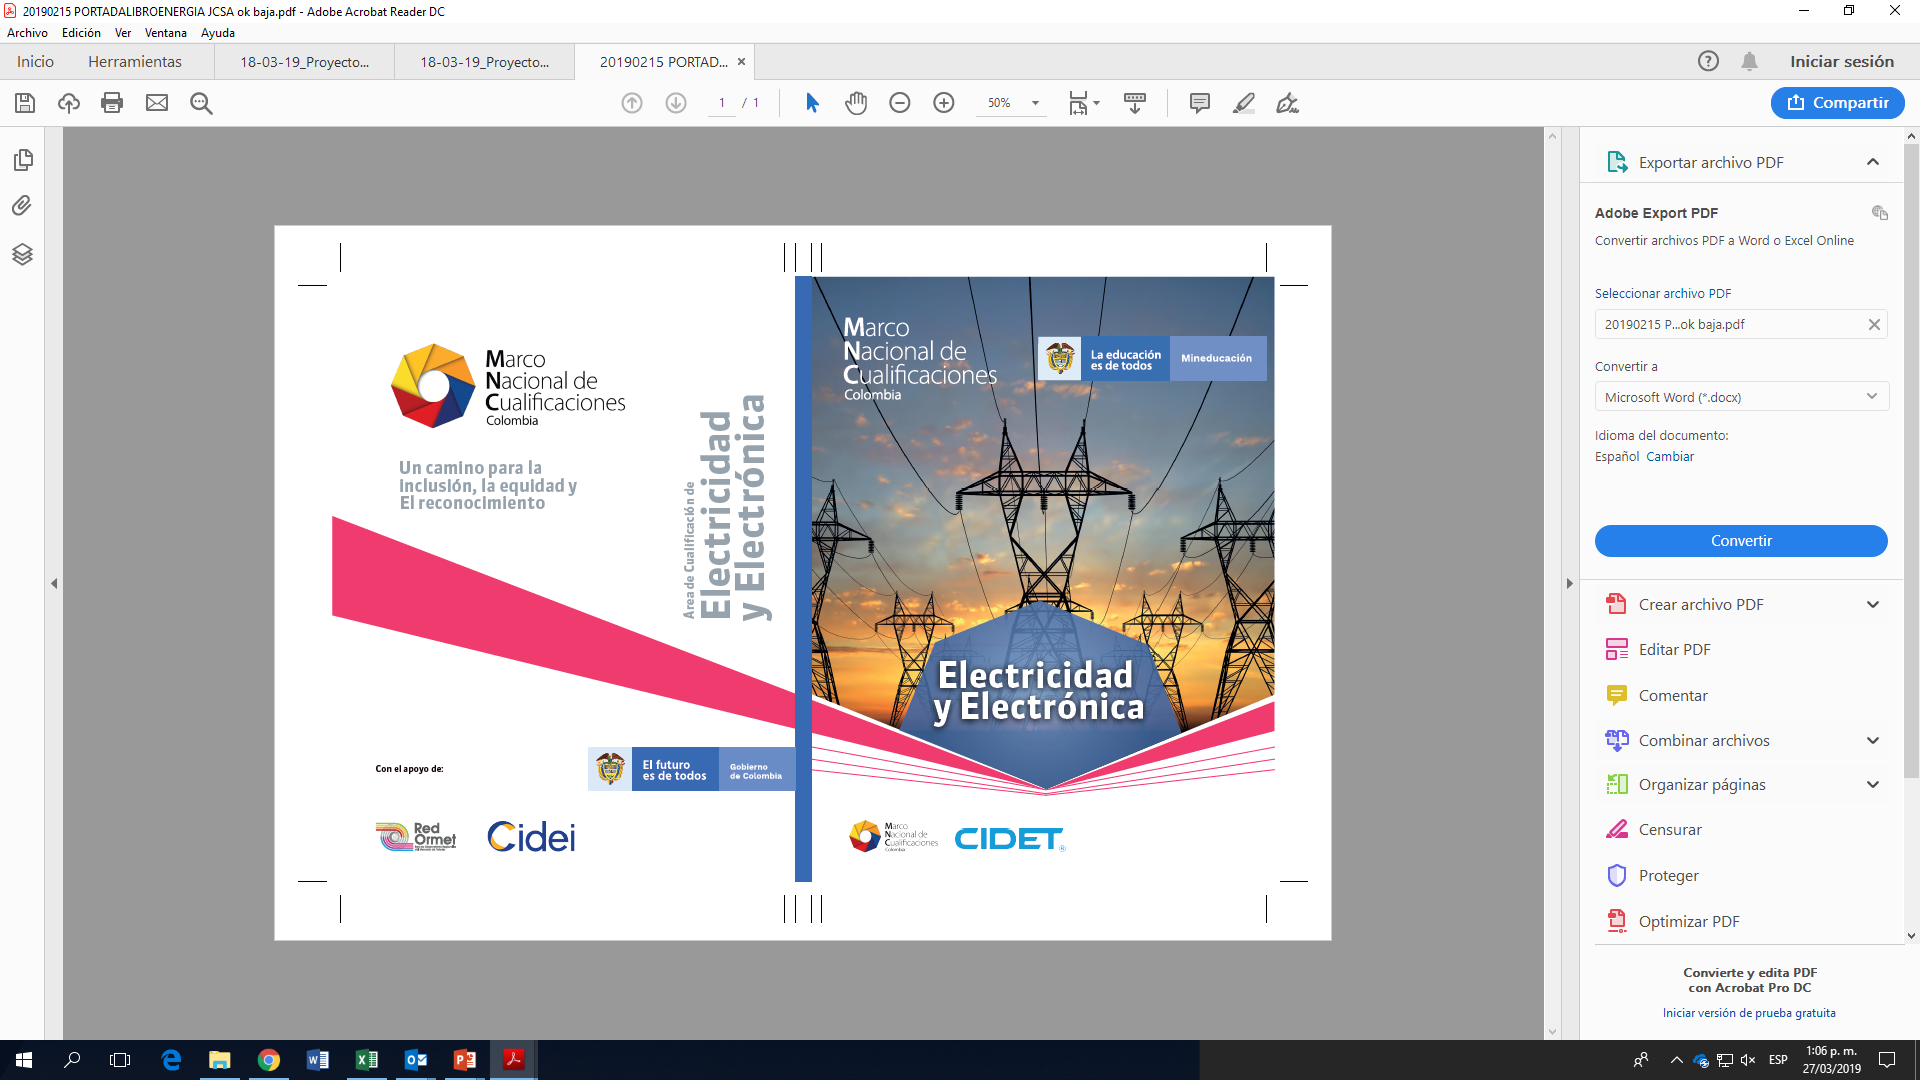 20190215 PORTADALIBROENERGIA JCSA ok baja.pdf - Adobe Acrobat Reader DC
Archivo Edición Ver Ventana Ayuda
Inicio Herramientas 18-03-19_Proyecto... 18-03-19_Proyecto... 20190215 PORTAD... Iniciar sesión
1 / 1 50% Compartir
Marco
Nacional de
Cualificaciones
Colombia
Un camino para la
inclusión, la equidad y
El reconocimiento
Area de Cualificación de
Electricidad
y Electrónica
Con el apoyo de:
El futuro
es de todos
Gobierno
de Colombia
Red
Ormet
Cidei
Marco
Nacional de
Cualificaciones
Colombia
La educación
es de todos
Mineducación
Electricidad
y Electrónica
Marco
Nacional de
Cualificaciones
Colombia
CIDET®
Exportar archivo PDF
Adobe Export PDF
Convertir archivos PDF a Word o Excel Online
Seleccionar archivo PDF
20190215 P...ok baja.pdf
Convertir a
Microsoft Word (*.docx)
Idioma del documento:
Español Cambiar
Convertir
Crear archivo PDF
Editar PDF
Comentar
Combinar archivos
Organizar páginas
Censurar
Proteger
Optimizar PDF
Convierte y edita PDF
con Acrobat Pro DC
Iniciar versión de prueba gratuita
ESP
1:06 p. m.
27/03/2019